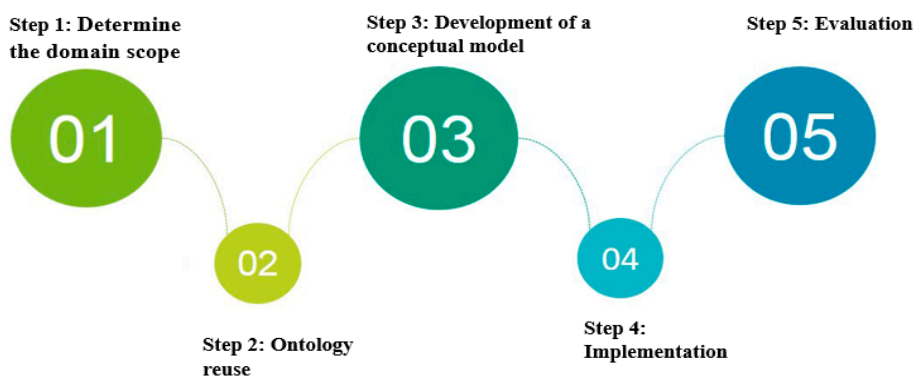 Step 1: Determine
the domain scope
Step 3: Development of a
conceptual model
Step 5: Evaluation
01
03
05
02
04
Step 2: Ontology
reuse
Step 4:
Implementation